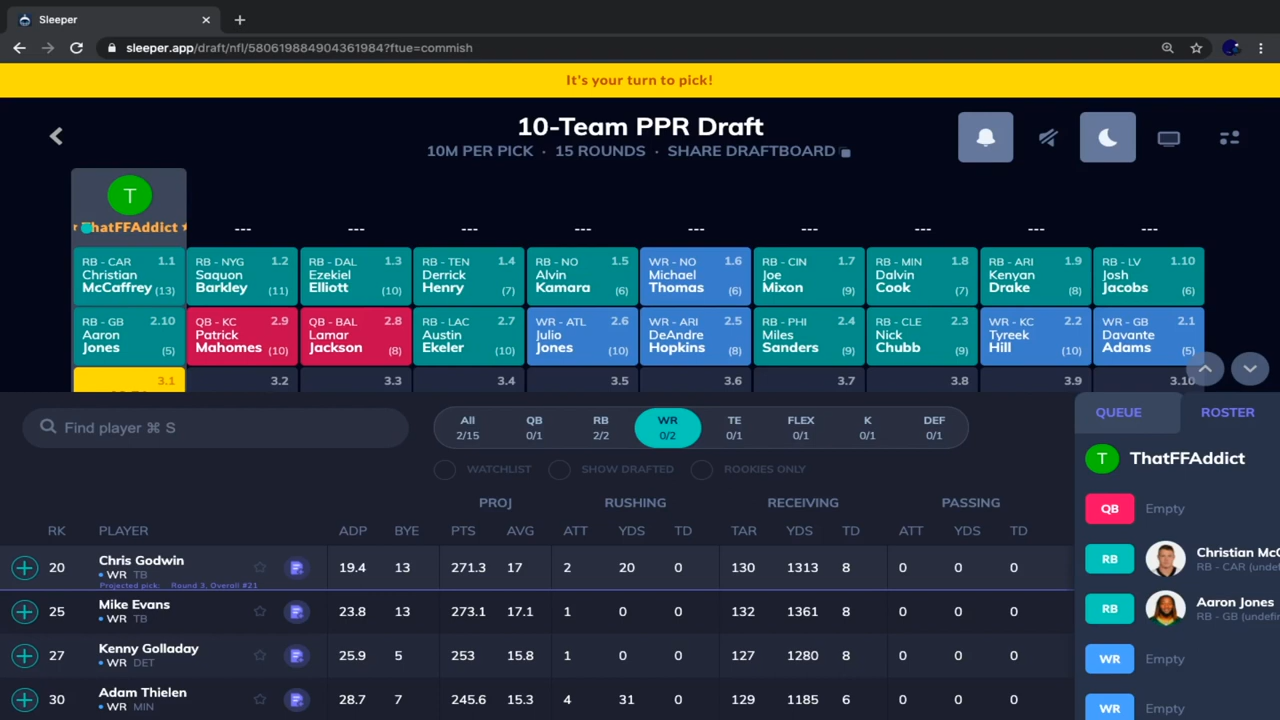 Sleeper
sleeper.app/draft/nfl/580619884904361984?ftue=commish
It's your turn to pick!
10-Team PPR Draft
10M PER PICK · 15 ROUNDS · SHARE DRAFTBOARD
T
ThatFFAddict
--- --- --- --- --- --- --- --- ---
RB - CAR 1.1 RB - NYG 1.2 RB - DAL 1.3 RB - TEN 1.4 RB - NO 1.5 WR - NO 1.6 RB - CIN 1.7 RB - MIN 1.8 RB - ARI 1.9 RB - LV 1.10
Christian Saquon Ezekiel Derrick Alvin Michael Joe Dalvin Kenyan Josh
McCaffrey (13) Barkley (11) Elliott (10) Henry (7) Kamara (6) Thomas (6) Mixon (9) Cook (7) Drake (8) Jacobs (6)
RB - GB 2.10 QB - KC 2.9 QB - BAL 2.8 RB - LAC 2.7 WR - ATL 2.6 WR - ARI 2.5 RB - PHI 2.4 RB - CLE 2.3 WR - KC 2.2 WR - GB 2.1
Aaron Patrick Lamar Austin Julio DeAndre Miles Nick Tyreek Davante
Jones (5) Mahomes (10) Jackson (8) Ekeler (10) Jones (10) Hopkins (8) Sanders (9) Chubb (9) Hill (10) Adams (5)
3.1 3.2 3.3 3.4 3.5 3.6 3.7 3.8 3.9 3.10
Find player ⌘ S
All QB RB WR TE FLEX K DEF
2/15 0/1 2/2 0/2 0/1 0/1 0/1 0/1
WATCHLIST SHOW DRAFTED ROOKIES ONLY
PROJ RUSHING RECEIVING PASSING
RK PLAYER ADP BYE PTS AVG ATT YDS TD TAR YDS TD ATT YDS TD
20 Chris Godwin 19.4 13 271.3 17 2 20 0 130 1313 8 0 0 0
WR TB
Projected pick: Round 3, Overall #21
25 Mike Evans 23.8 13 273.1 17.1 1 0 0 132 1361 8 0 0 0
WR TB
27 Kenny Golladay 25.9 5 253 15.8 1 0 0 127 1280 8 0 0 0
WR DET
30 Adam Thielen 28.7 7 245.6 15.3 4 31 0 129 1185 6 0 0 0
WR MIN
QUEUE ROSTER
T ThatFFAddict
QB Empty
RB Christian McC
RB - CAR (undef
RB Aaron Jones
RB - GB (undefin
WR Empty
WR Empty